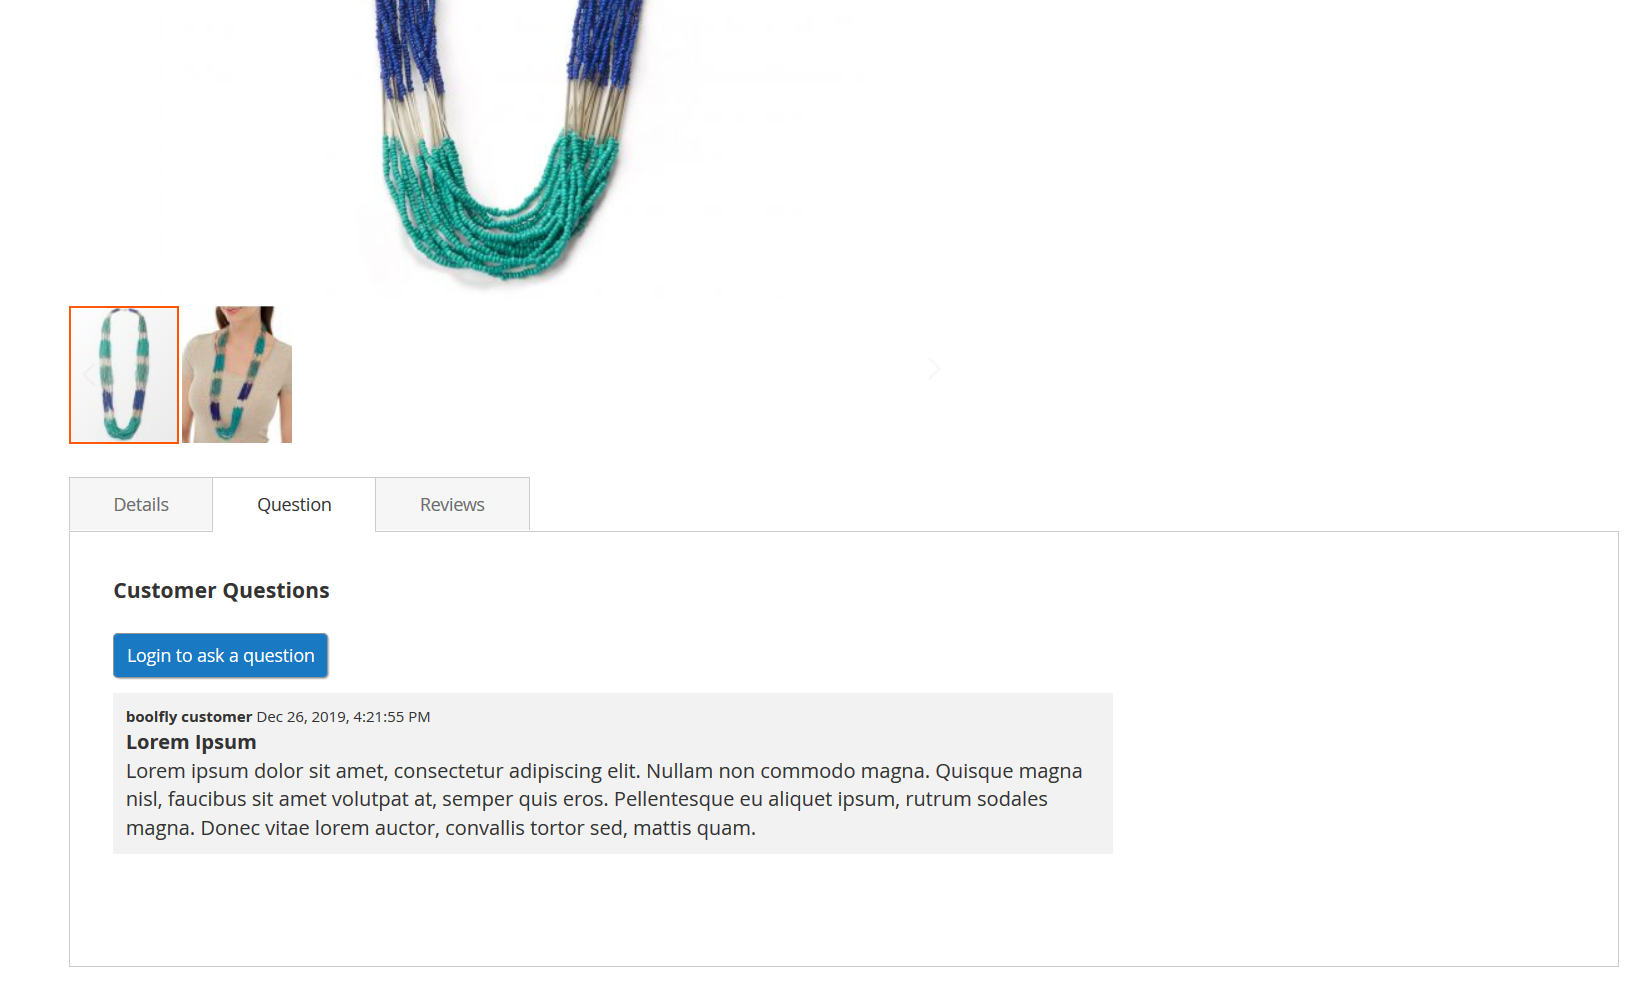 Details
Question
Reviews
Customer Questions
Login to ask a question
boolfly customer Dec 26, 2019, 4:21:55 PM
Lorem Ipsum
Lorem ipsum dolor sit amet, consectetur adipiscing elit. Nullam non commodo magna. Quisque magna
nisl, faucibus sit amet volutpat at, semper quis eros. Pellentesque eu aliquet ipsum, rutrum sodales
magna. Donec vitae lorem auctor, convallis tortor sed, mattis quam.